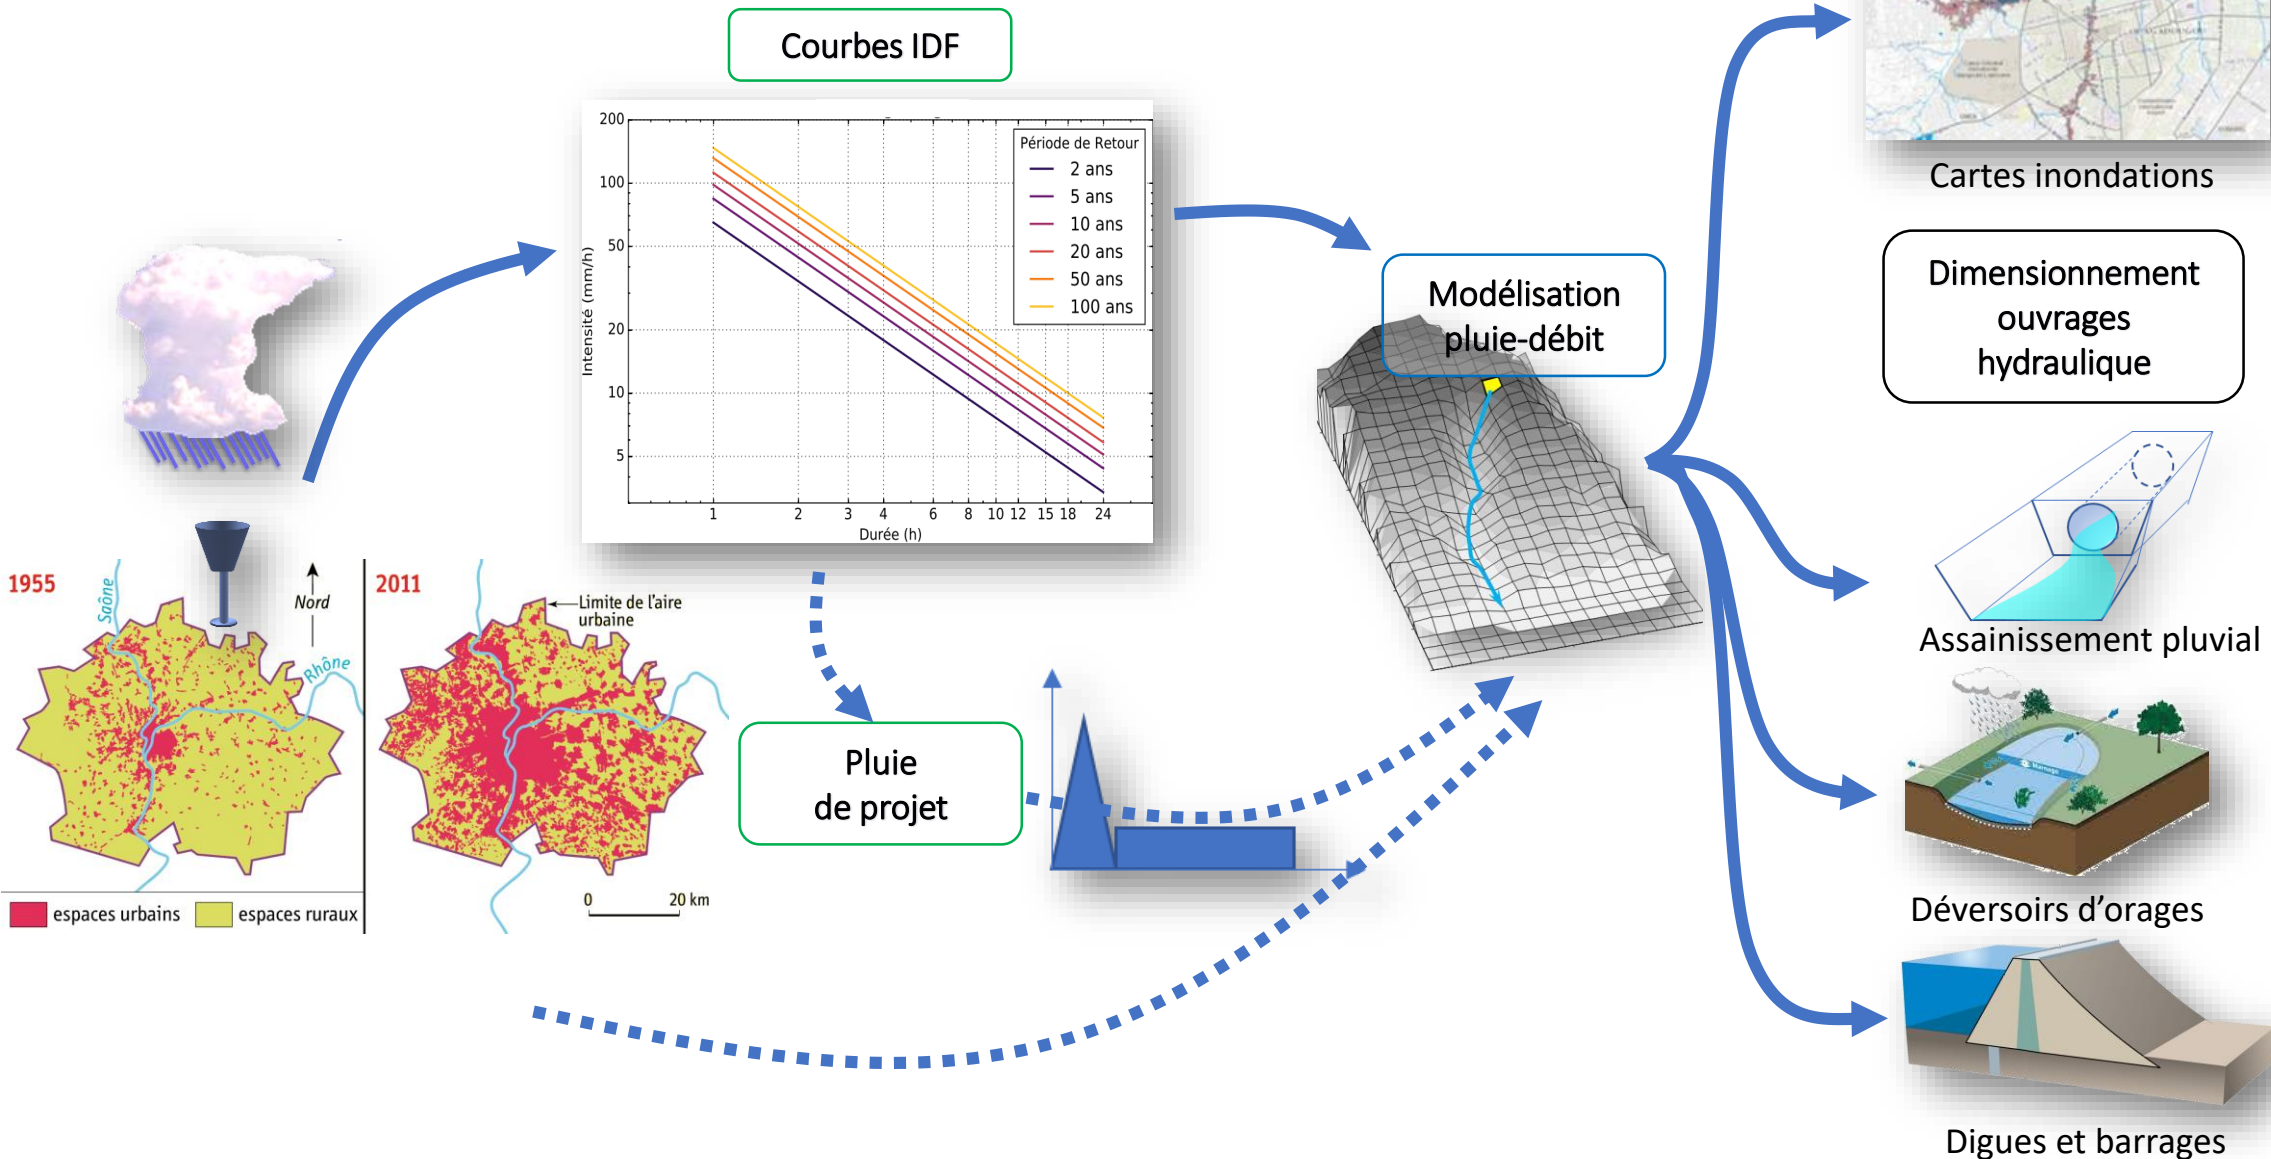 Courbes IDF
200
100
50
20
10
5
Intensité (mm/h)
1 2 3 4 6 8 10 12 15 18 24
Durée (h)
Période de Retour
2 ans
5 ans
10 ans
20 ans
50 ans
100 ans
Modélisation
pluie-débit
Cartes inondations
Dimensionnement
ouvrages
hydraulique
Assainissement pluvial
Déversoirs d'orages
Digues et barrages
1955
Saône
Nord
Rhône
2011
Limite de l'aire
urbaine
0 20 km
espaces urbains espaces ruraux
Pluie
de projet